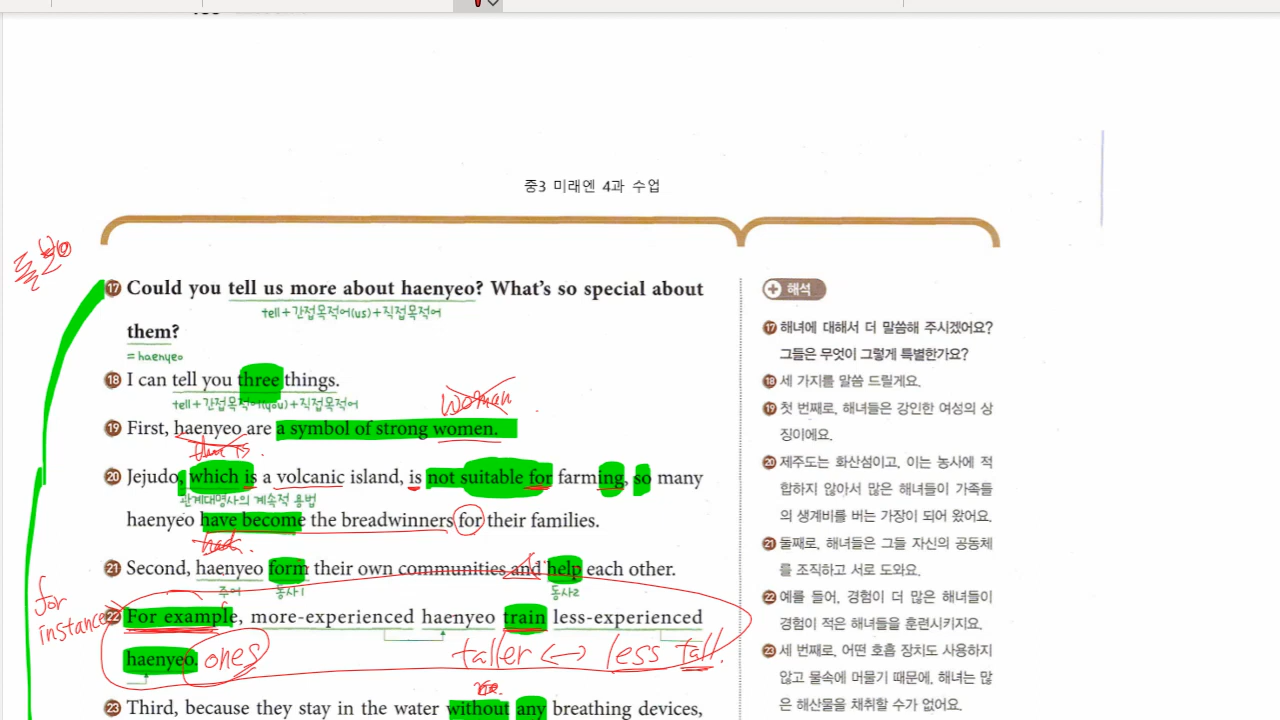 중3 미래엔 4과 수업
17 Could you tell us more about haenyeo? What's so special about
tell+간접목적어(us)+직접목적어
them?
= haenyeo
18 I can tell you three things.
tell+간접목적어(you)+직접목적어
woman
19 First, haenyeo are a symbol of strong women.
20 Jejudo, which is a volcanic island, is not suitable for farming, so many
관계대명사의 계속적 용법
haenyeo have become the breadwinners for their families.
21 Second, haenyeo form their own communities and help each other.
주어 동사1 동사2
for
instance
22 For example, more-experienced haenyeo train less-experienced
haenyeo. ones taller ↔ less tall.
23 Third, because they stay in the water without any breathing devices,
해석
17 해녀에 대해서 더 말씀해 주시겠어요?
그들은 무엇이 그렇게 특별한가요?
18 세 가지를 말씀 드릴게요.
19 첫 번째로, 해녀들은 강인한 여성의 상
징이에요.
20 제주도는 화산섬이고, 이는 농사에 적
합하지 않아서 많은 해녀들이 가족들
의 생계비를 버는 가장이 되어 왔어요.
21 둘째로, 해녀들은 그들 자신의 공동체
를 조직하고 서로 도와요.
22 예를 들어, 경험이 더 많은 해녀들이
경험이 적은 해녀들을 훈련시키지요.
23 세 번째로, 어떤 호흡 장치도 사용하지
않고 물속에 머물기 때문에, 해녀는 많
은 해산물을 채취할 수가 없어요.